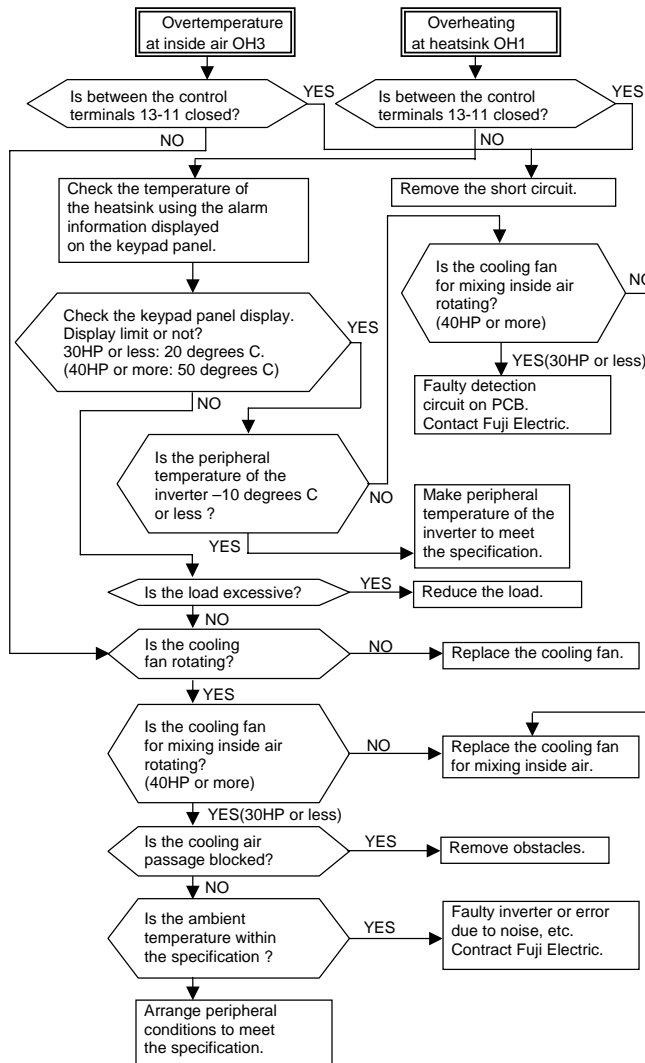 Overtemperature
at inside air OH3
Overheating
at heatsink OH1
Is between the control
terminals 13-11 closed?
YES
NO
Is between the control
terminals 13-11 closed?
YES
NO
Check the temperature of
the heatsink using the alarm
information displayed
on the keypad panel.
Remove the short circuit.
Is the cooling fan
for mixing inside air
rotating?
(40HP or more)
NO
YES(30HP or less)
Check the keypad panel display.
Display limit or not?
30HP or less: 20 degrees C.
(40HP or more: 50 degrees C)
YES
NO
Faulty detection
circuit on PCB.
Contact Fuji Electric.
Is the peripheral
temperature of the
inverter –10 degrees C
or less ?
NO
YES
Make peripheral
temperature of the
inverter to meet
the specification.
Is the load excessive?
YES
Reduce the load.
NO
Is the cooling
fan rotating?
NO
Replace the cooling fan.
YES
Is the cooling fan
for mixing inside air
rotating?
(40HP or more)
NO
Replace the cooling fan
for mixing inside air.
YES(30HP or less)
Is the cooling air
passage blocked?
YES
Remove obstacles.
NO
Is the ambient
temperature within
the specification ?
YES
Faulty inverter or error
due to noise, etc.
Contract Fuji Electric.
Arrange peripheral
conditions to meet
the specification.